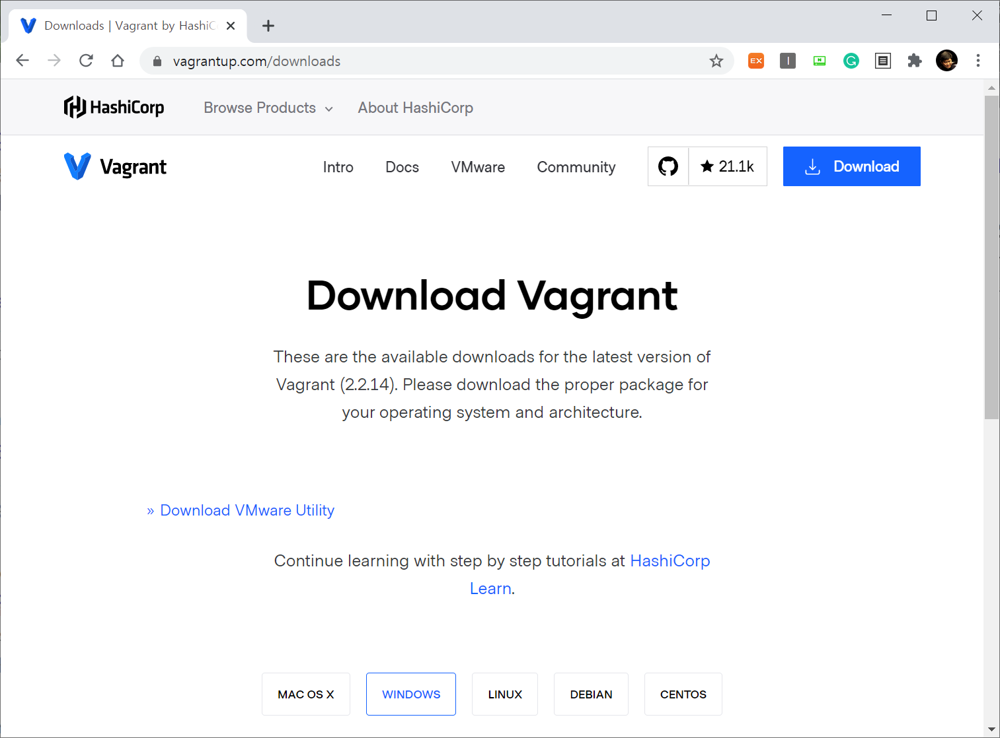 Downloads | Vagrant by HashiC
vagrantup.com/downloads
EX
HashiCorp
Browse Products
About HashiCorp
Vagrant
Intro
Docs
VMware
Community
21.1k
Download
Download Vagrant
These are the available downloads for the latest version of
Vagrant (2.2.14). Please download the proper package for
your operating system and architecture.
» Download VMware Utility
Continue learning with step by step tutorials at HashiCorp
Learn.
MAC OS X
WINDOWS
LINUX
DEBIAN
CENTOS